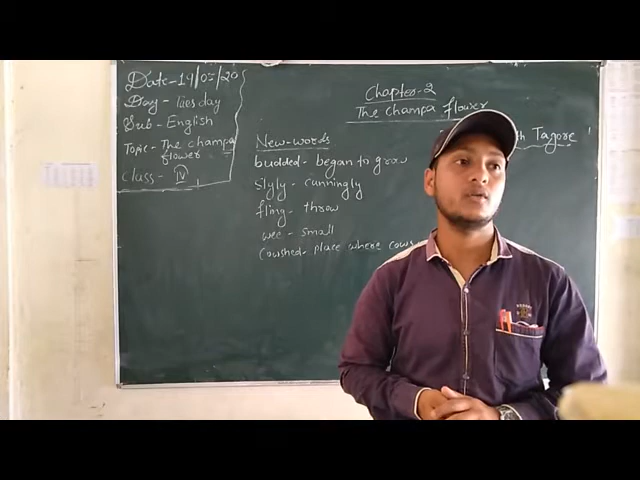 Date- 14/07/20
Day- Tuesday
Sub- English
Topic- The champa
flower
class- IV
Chapter-2
The champa flower
Tagore
New-words
budded- began to grow
Slyly- cunningly
fling- throw
wee- small
Cowshed- place where cows